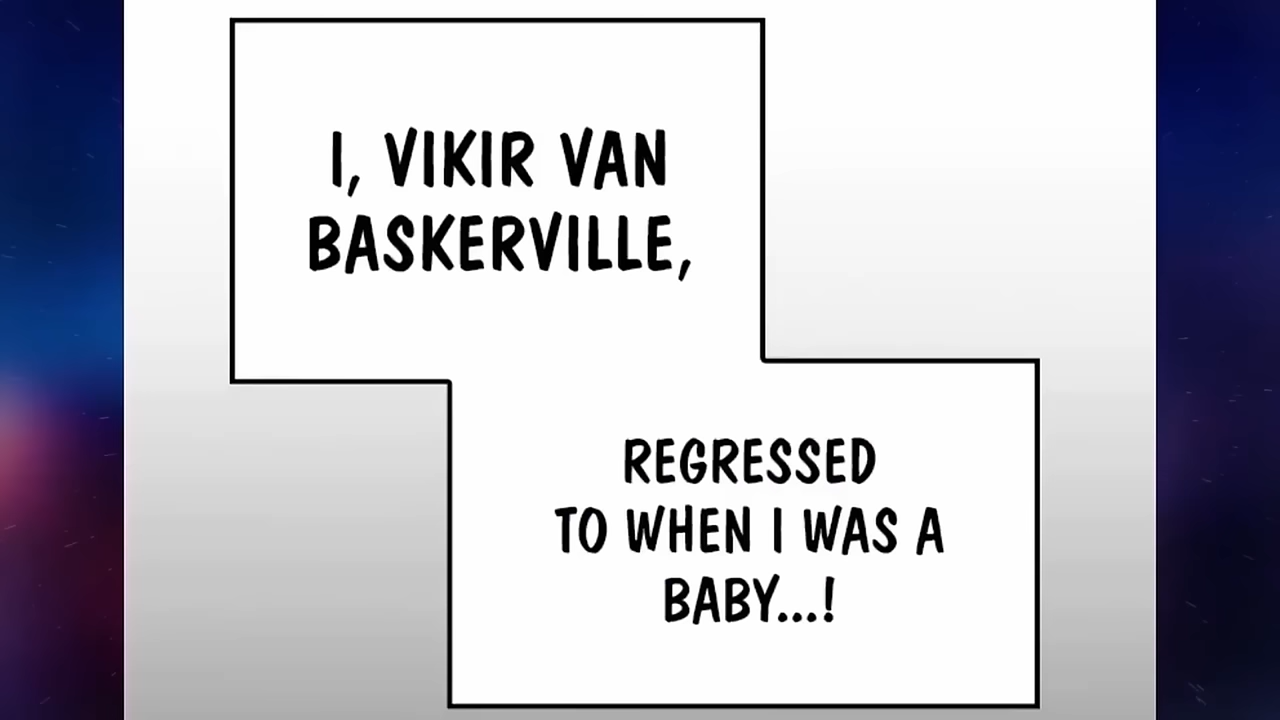 I, VIKIR VAN
BASKERVILLE,
REGRESSED
TO WHEN I WAS A
BABY...!